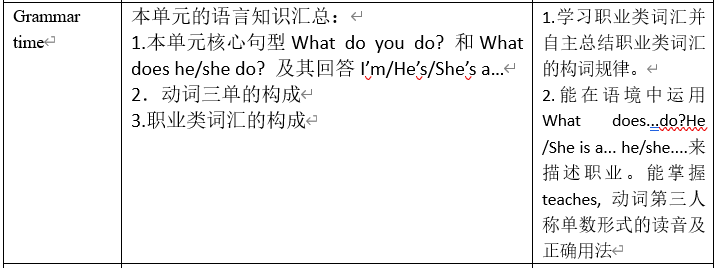 Grammar
time↵
本单元的语言知识汇总：↵
1.本单元核心句型 What do you do? 和 What
does he/she do? 及其回答 I’m/He’s/She’s a...↵
2．动词三单的构成↵
3.职业类词汇的构成↵
1.学习职业类词汇并
自主总结职业类词汇
的构词规律。↵
2.能在语境中运用
What does...do?He
/She is a... he/she....来
描述职业。能掌握
teaches, 动词第三人
称单数形式的读音及
正确用法↵